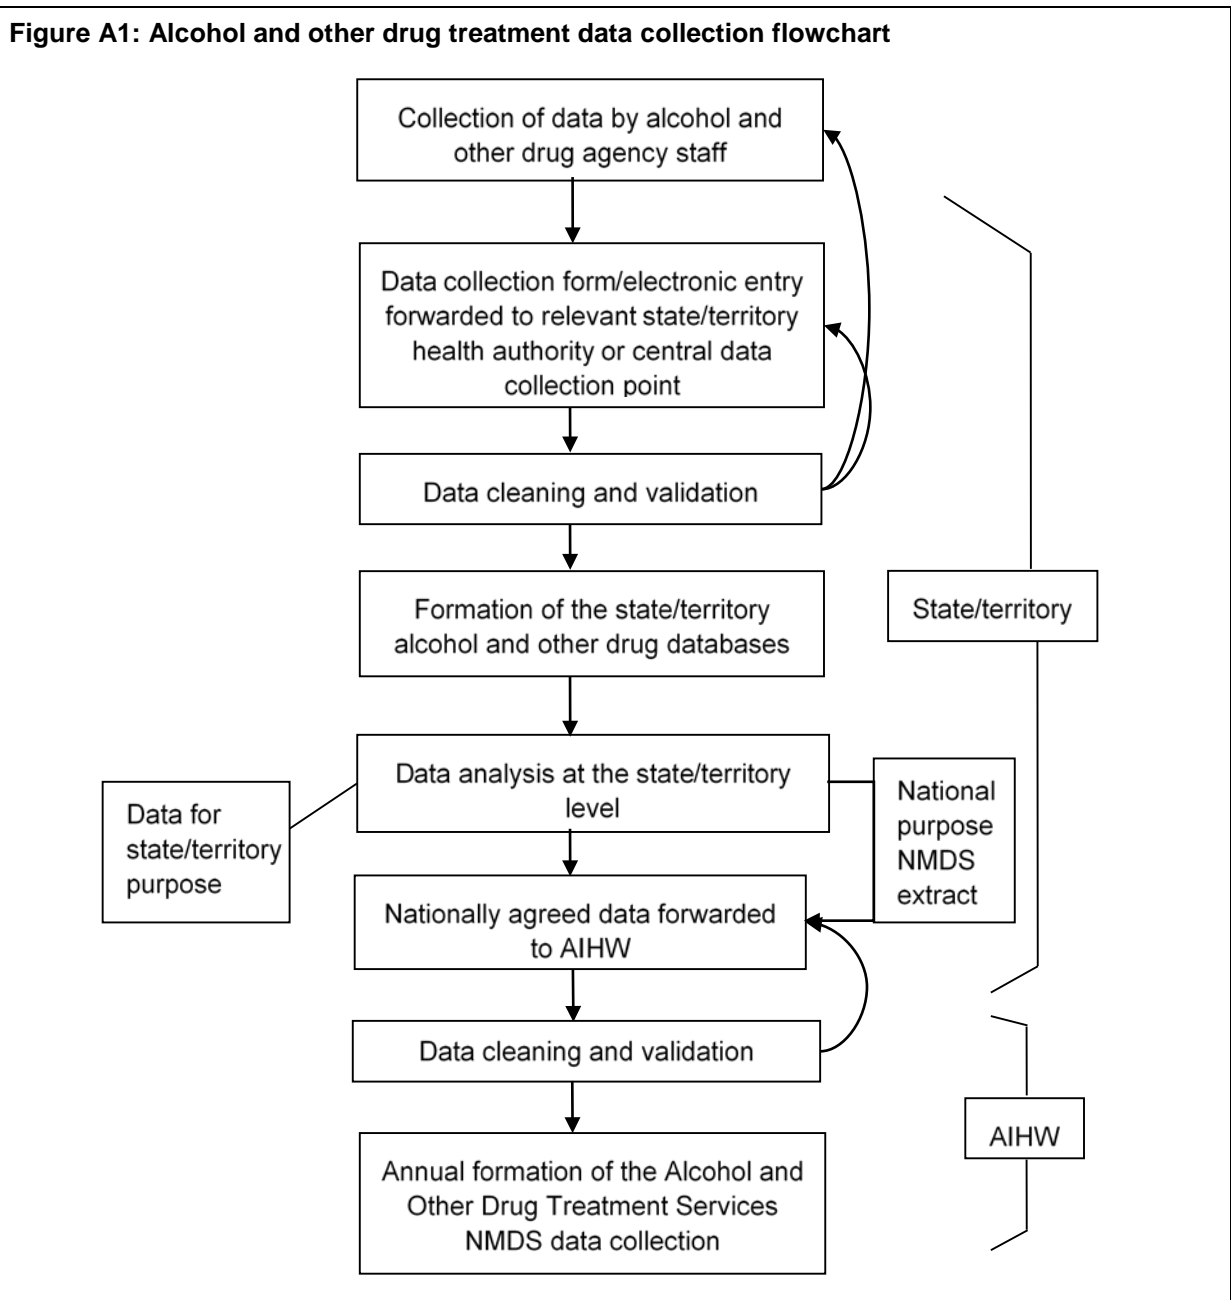 Figure A1: Alcohol and other drug treatment data collection flowchart
Collection of data by alcohol and
other drug agency staff
Data collection form/electronic entry
forwarded to relevant state/territory
health authority or central data
collection point
Data cleaning and validation
Formation of the state/territory
alcohol and other drug databases
State/territory
Data analysis at the state/territory
level
Data for
state/territory
purpose
National
purpose
NMDS
extract
Nationally agreed data forwarded
to AIHW
Data cleaning and validation
AIHW
Annual formation of the Alcohol and
Other Drug Treatment Services
NMDS data collection